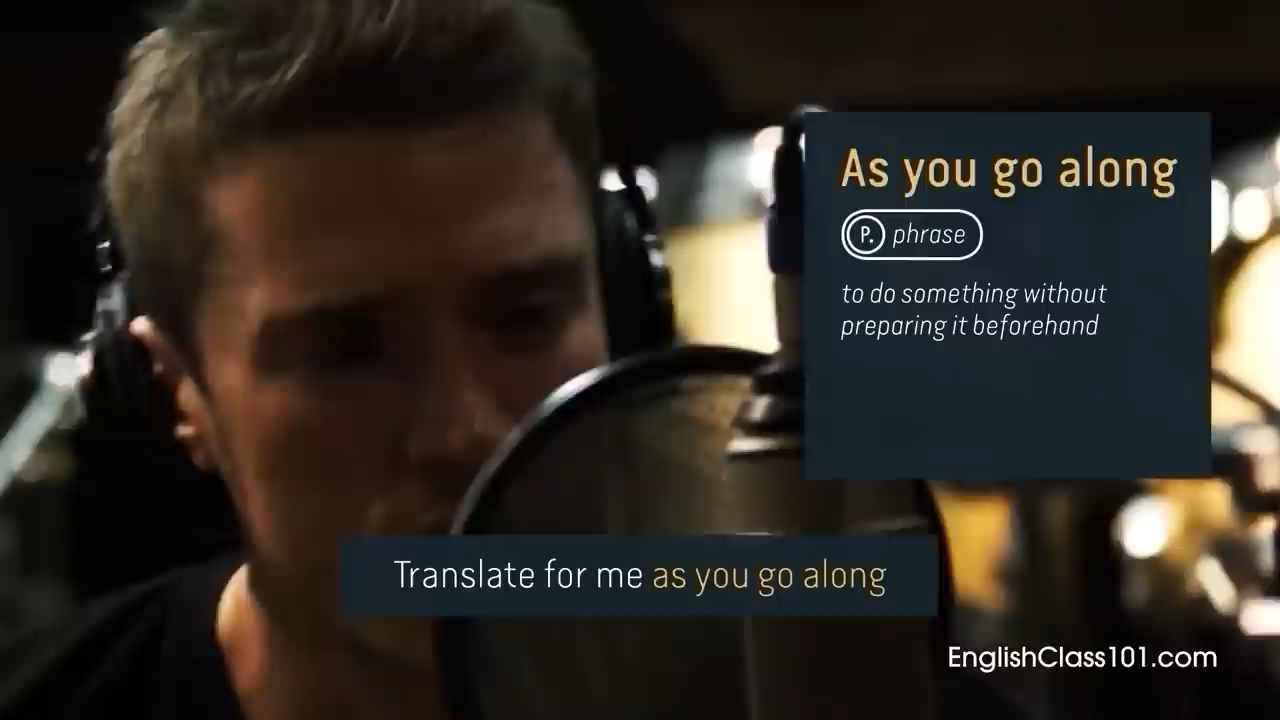 As you go along
P. phrase
to do something without
preparing it beforehand
Translate for me as you go along
EnglishClass101.com